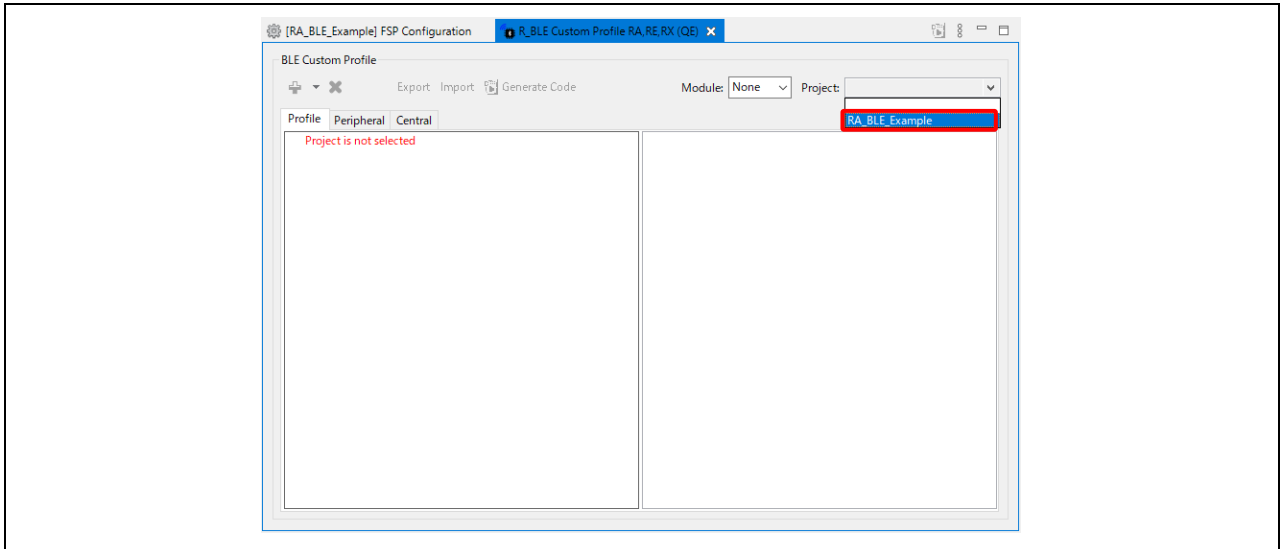 [RA_BLE_Example] FSP Configuration R_BLE Custom Profile RA,RE,RX (QE)
BLE Custom Profile
Export Import Generate Code Module: None Project:
RA_BLE_Example
Profile Peripheral Central
Project is not selected